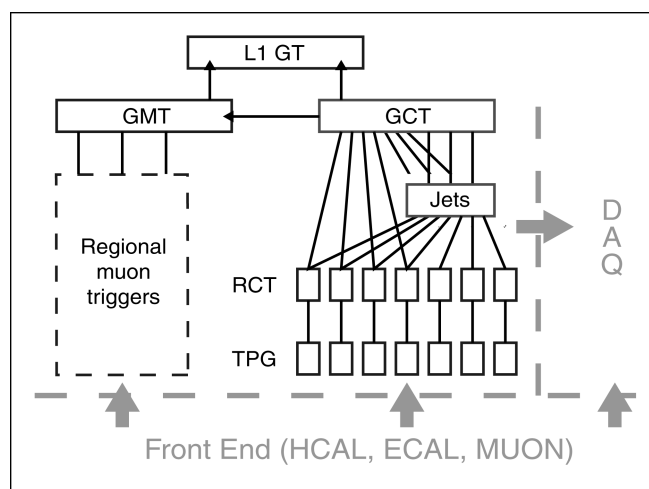 L1 GT
GMT
GCT
Jets
Regional
muon
triggers
D
A
Q
RCT
TPG
Front End (HCAL, ECAL, MUON)